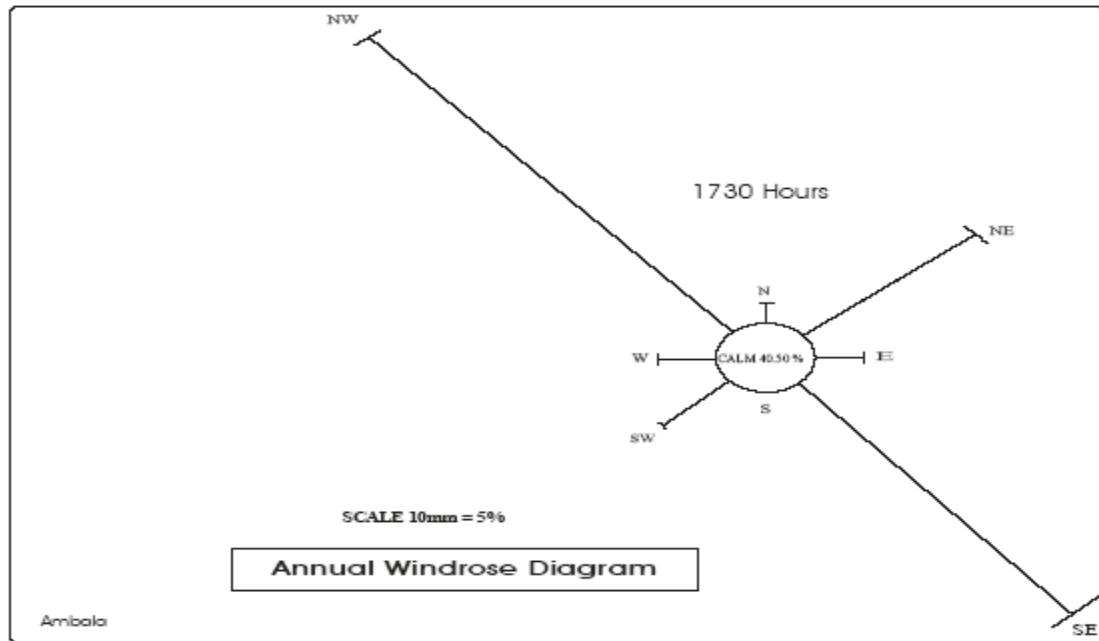 NW
1730 Hours
NE
N
W
CALM 40.50%
E
S
SW
SCALE 10mm = 5%
Annual Windrose Diagram
Ambala
SE